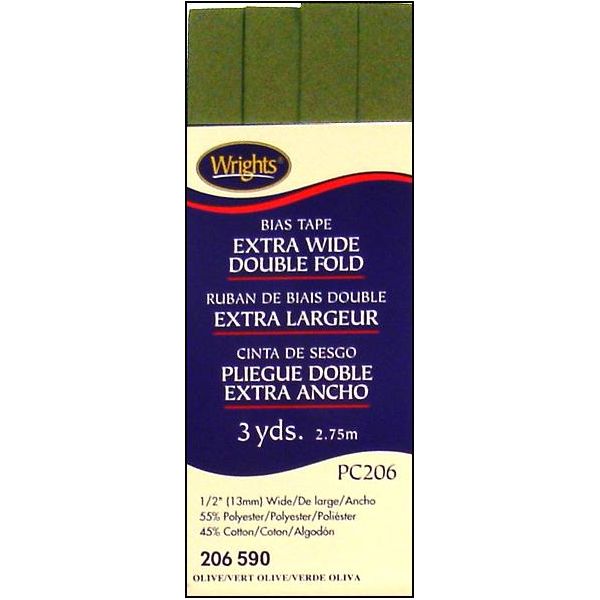 Wrights®
BIAS TAPE
EXTRA WIDE
DOUBLE FOLD
RUBAN DE BIAIS DOUBLE
EXTRA LARGEUR
CINTA DE SESGO
PLIEGUE DOBLE
EXTRA ANCHO
3 yds. 2.75m
PC206
1/2" (13mm) Wide/De large/Ancho
55% Polyester/Polyester/Poliéster
45% Cotton/Coton/Algodón
206 590
OLIVE/VERT OLIVE/VERDE OLIVA